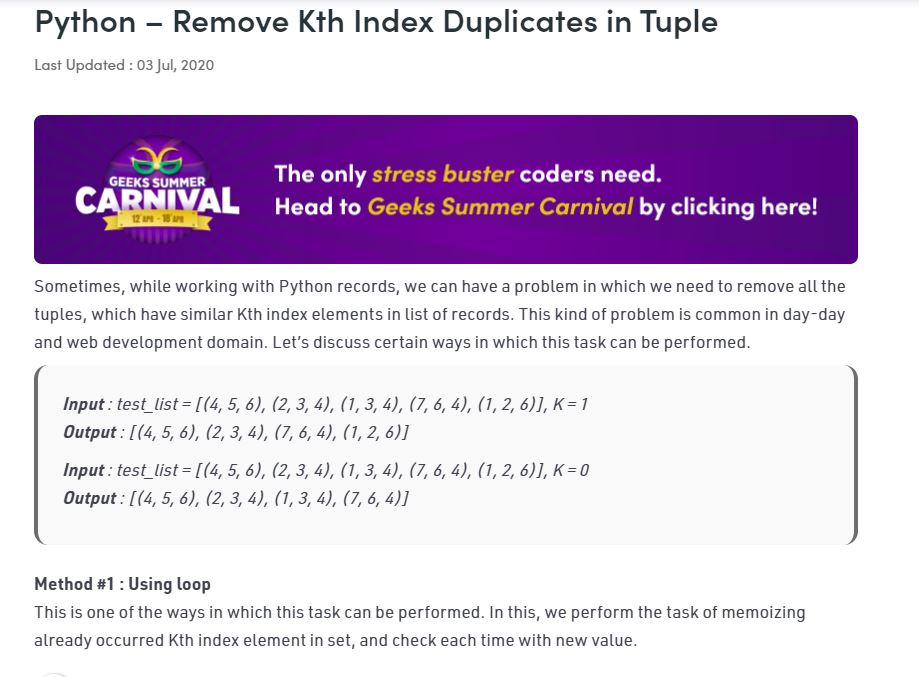 Python – Remove Kth Index Duplicates in Tuple
Last Updated : 03 Jul, 2020
GEEKS SUMMER
CARNIVAL
12 APR - 18 APR
The only stress buster coders need.
Head to Geeks Summer Carnival by clicking here!
Sometimes, while working with Python records, we can have a problem in which we need to remove all the
tuples, which have similar Kth index elements in list of records. This kind of problem is common in day-day
and web development domain. Let’s discuss certain ways in which this task can be performed.
Input : test_list = [(4, 5, 6), (2, 3, 4), (1, 3, 4), (7, 6, 4), (1, 2, 6)], K = 1
Output : [(4, 5, 6), (2, 3, 4), (7, 6, 4), (1, 2, 6)]
Input : test_list = [(4, 5, 6), (2, 3, 4), (1, 3, 4), (7, 6, 4), (1, 2, 6)], K = 0
Output : [(4, 5, 6), (2, 3, 4), (1, 3, 4), (7, 6, 4)]
Method #1 : Using loop
This is one of the ways in which this task can be performed. In this, we perform the task of memoizing
already occurred Kth index element in set, and check each time with new value.